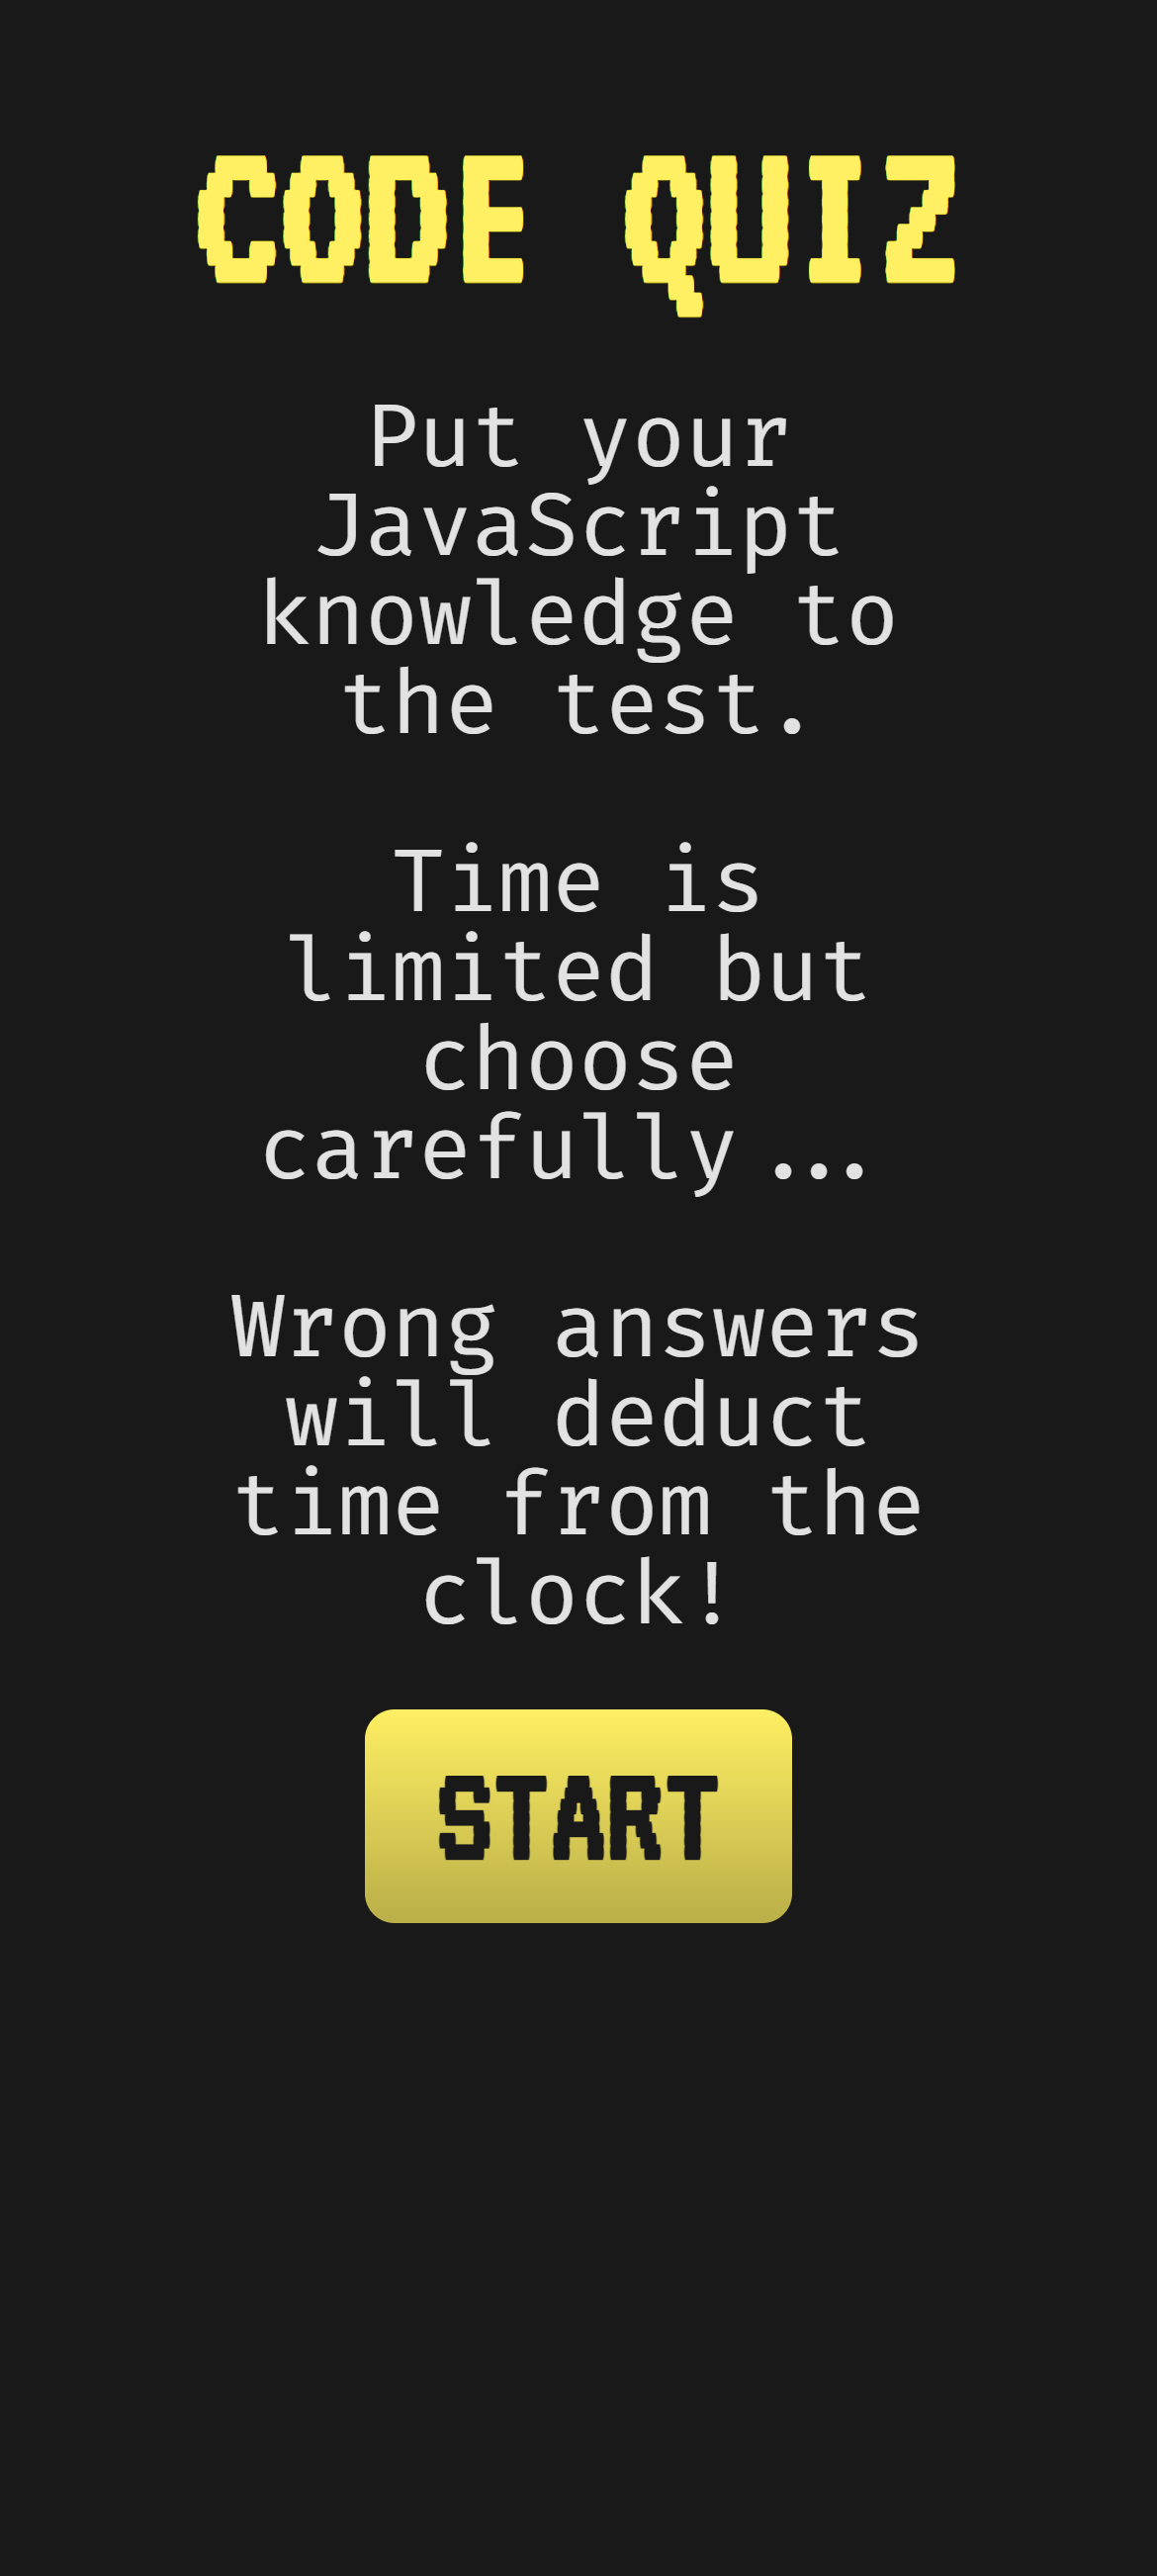 CODE QUIZ
Put your
JavaScript
knowledge to
the test.
Time is
limited but
choose
carefully...
Wrong answers
will deduct
time from the
clock!
START